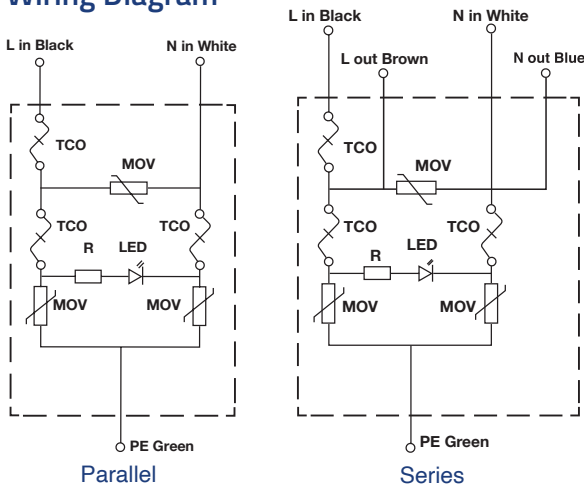 Wiring Diagram
L in Black
N in White
TCO
MOV
TCO
TCO
R
LED
MOV
MOV
PE Green
Parallel
L in Black
N in White
L out Brown
N out Blue
TCO
MOV
TCO
TCO
R
LED
MOV
MOV
PE Green
Series